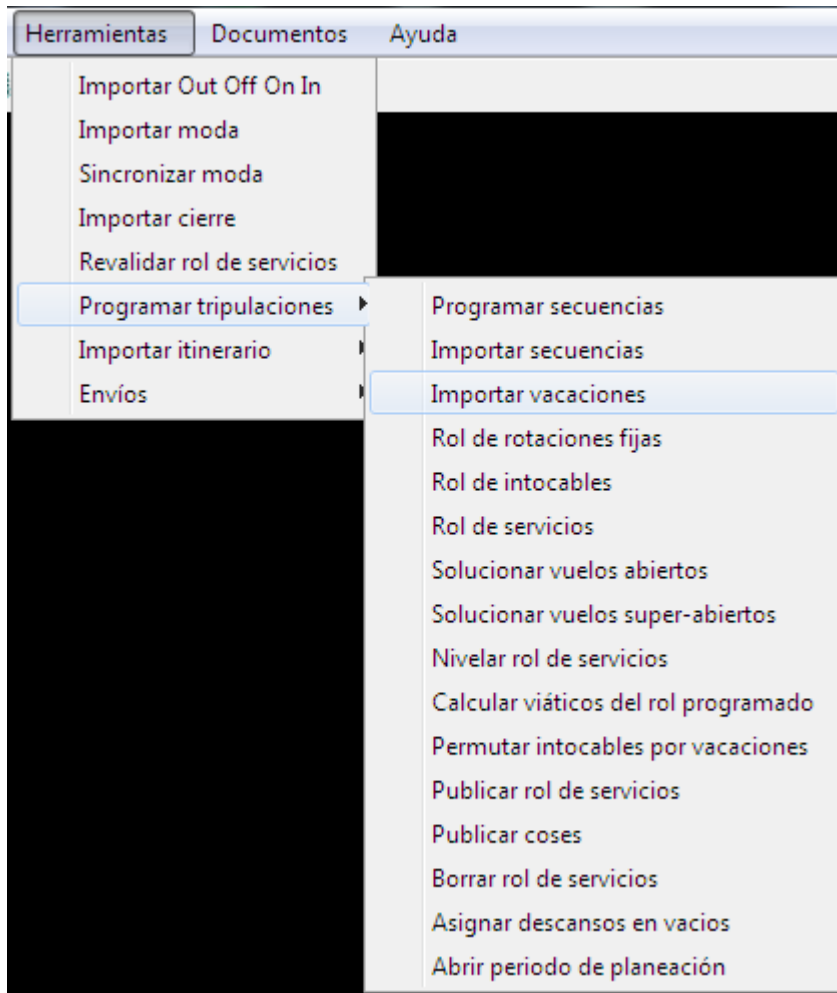 Herramientas Documentos Ayuda
Importar Out Off On In
Importar moda
Sincronizar moda
Importar cierre
Revalidar rol de servicios
Programar tripulaciones
Importar itinerario
Envíos
Programar secuencias
Importar secuencias
Importar vacaciones
Rol de rotaciones fijas
Rol de intocables
Rol de servicios
Solucionar vuelos abiertos
Solucionar vuelos super-abiertos
Nivelar rol de servicios
Calcular viáticos del rol programado
Permutar intocables por vacaciones
Publicar rol de servicios
Publicar coses
Borrar rol de servicios
Asignar descansos en vacios
Abrir periodo de planeación